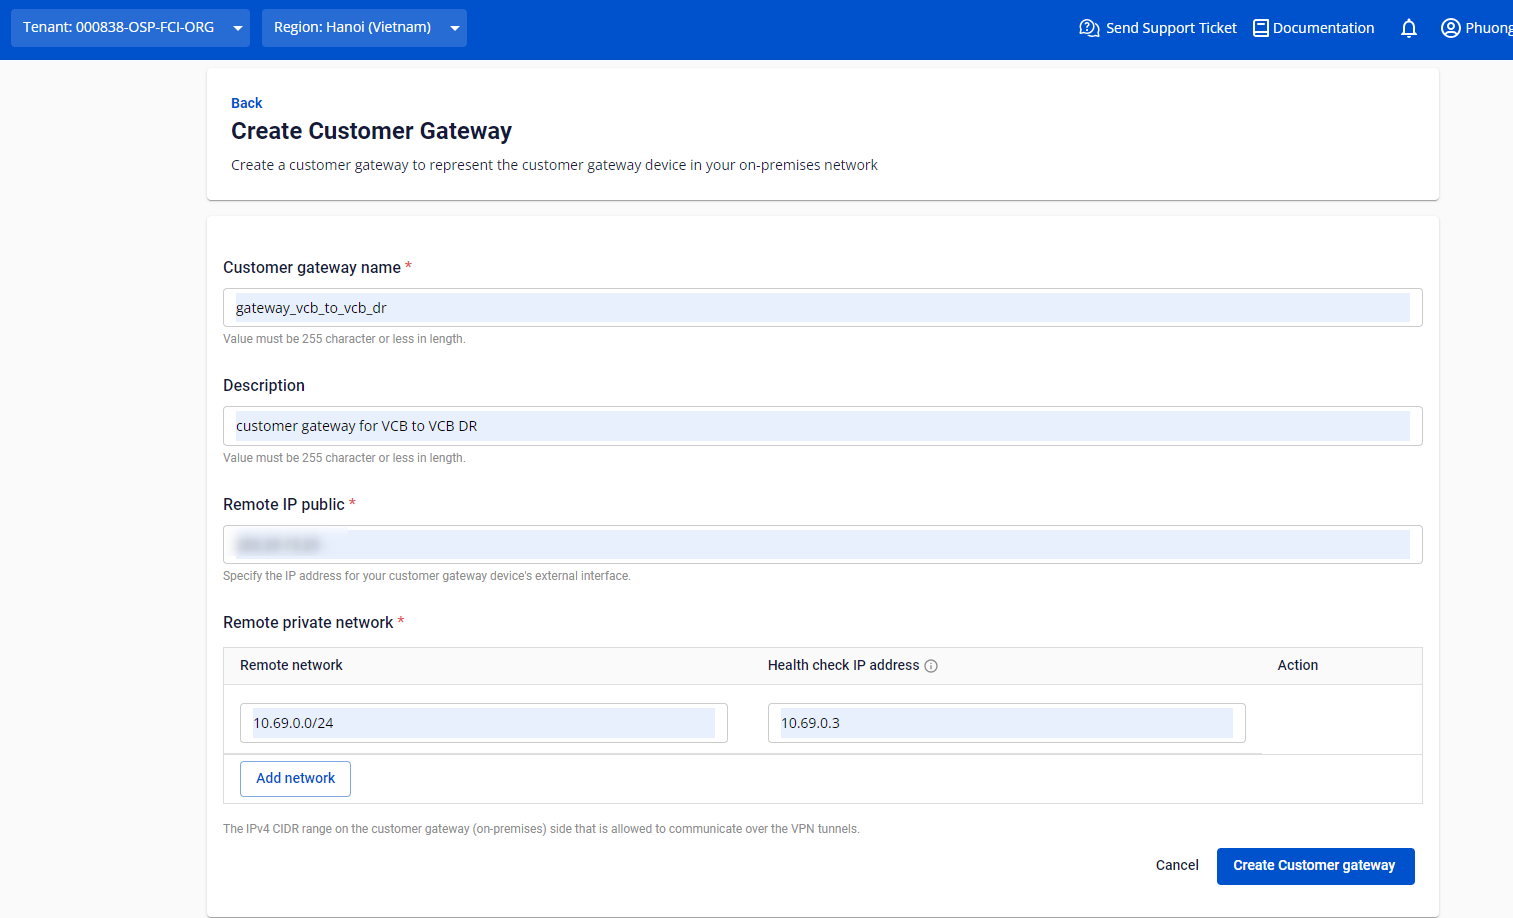 Tenant: 000838-OSP-FCI-ORG
Region: Hanoi (Vietnam)
Send Support Ticket
Documentation
Phuong
Back
Create Customer Gateway
Create a customer gateway to represent the customer gateway device in your on-premises network
Customer gateway name *
gateway_vcb_to_vcb_dr
Value must be 255 character or less in length.
Description
customer gateway for VCB to VCB DR
Value must be 255 character or less in length.
Remote IP public *
Specify the IP address for your customer gateway device's external interface.
Remote private network *
Remote network Health check IP address Action
10.69.0.0/24 10.69.0.3
Add network
The IPv4 CIDR range on the customer gateway (on-premises) side that is allowed to communicate over the VPN tunnels.
Cancel Create Customer gateway